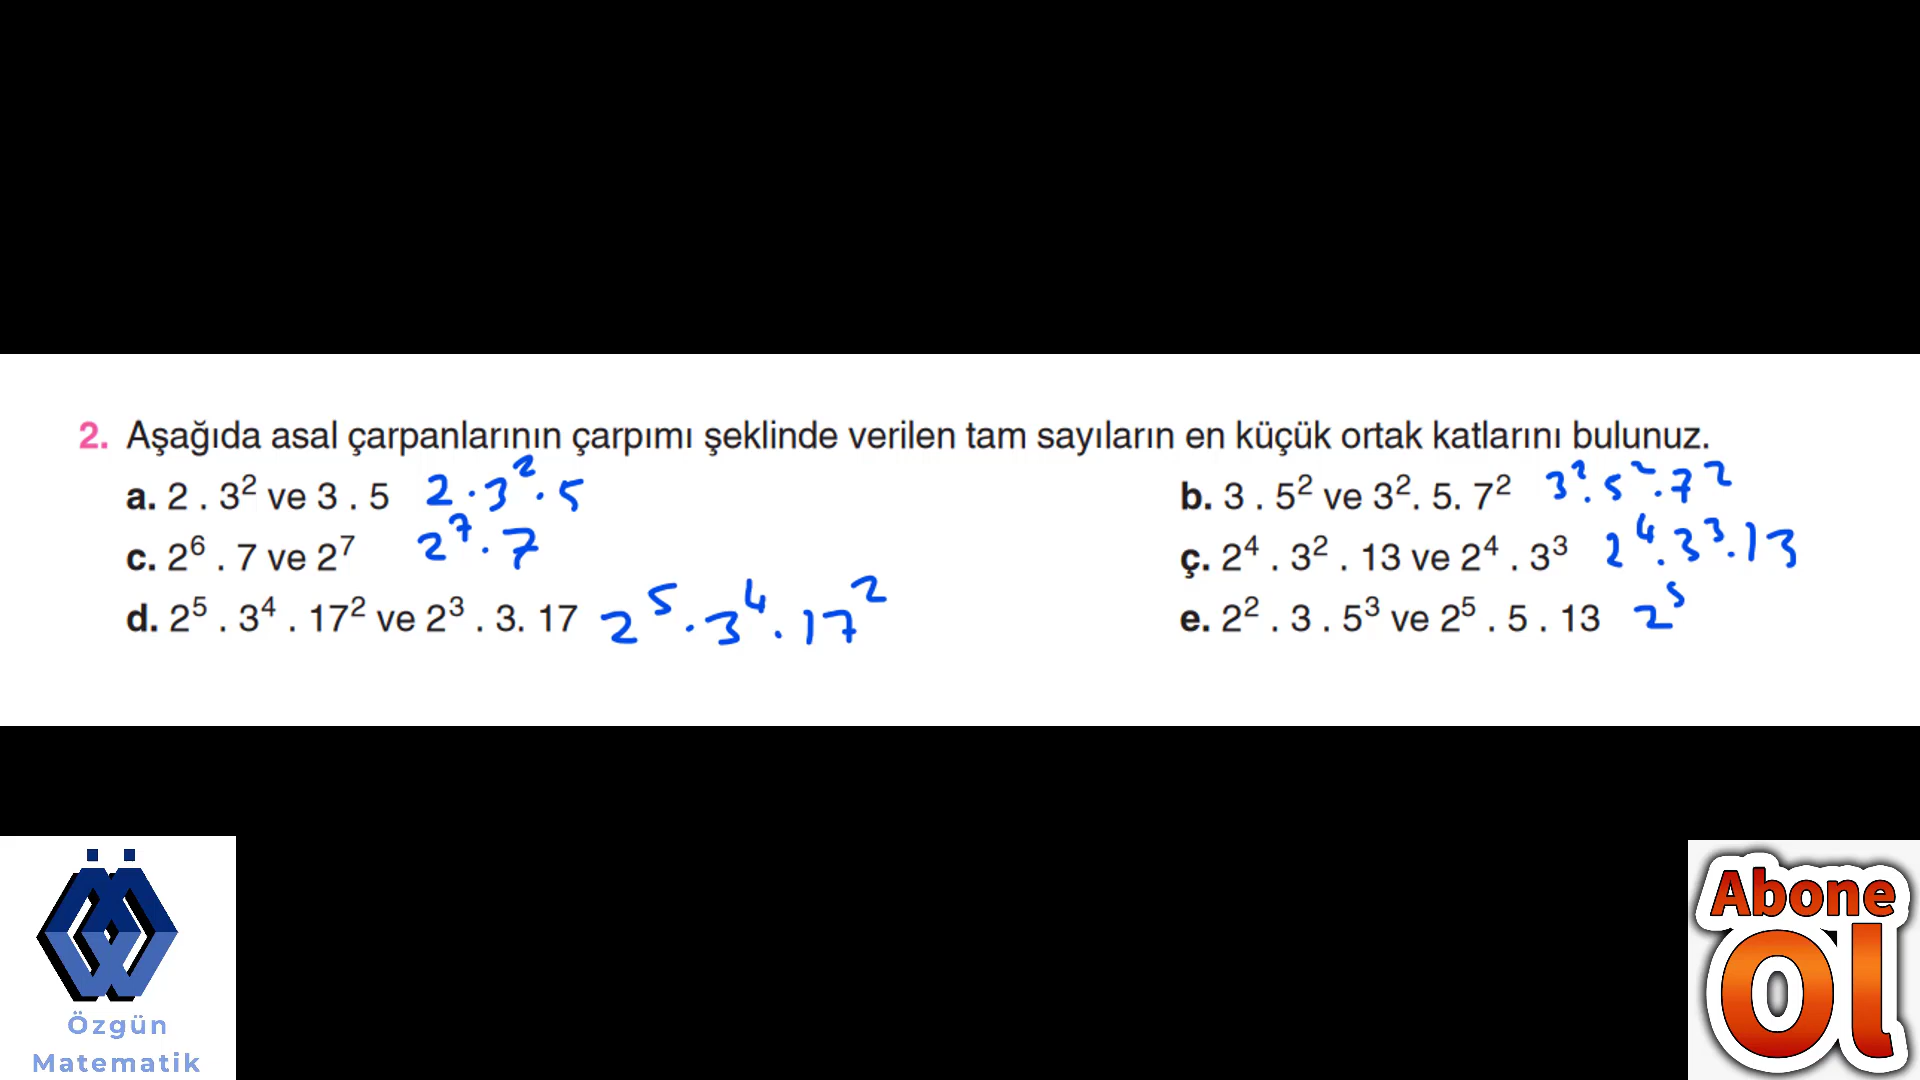 2. Aşağıda asal çarpanlarının çarpımı şeklinde verilen tam sayıların en küçük ortak katlarını bulunuz.
a. 2 . 3² ve 3 . 5 2 . 3² . 5
b. 3 . 5² ve 3². 5. 7² 3² . 5² . 7²
c. 2⁶ . 7 ve 2⁷ 2⁷ . 7
ç. 2⁴ . 3² . 13 ve 2⁴ . 3³ 2⁴ . 3³ . 13
d. 2⁵ . 3⁴ . 17² ve 2³ . 3. 17 2⁵ . 3⁴ . 17²
e. 2² . 3 . 5³ ve 2⁵ . 5 . 13 2⁵
Özgün
Matematik
Abone
Ol